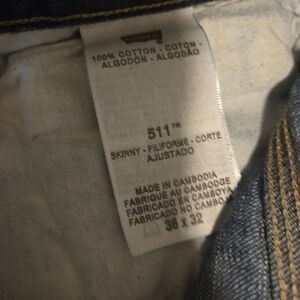 100% COTTON - COTON -
ALGODÓN - ALGODÃO
511™
SKINNY - FILIFORME - CORTE
AJUSTADO
MADE IN CAMBODIA
FABRIQUÉ AU CAMBODGE
FABRICADO EN CAMBOYA
FABRICADO NO CAMBOJA
36 X 32